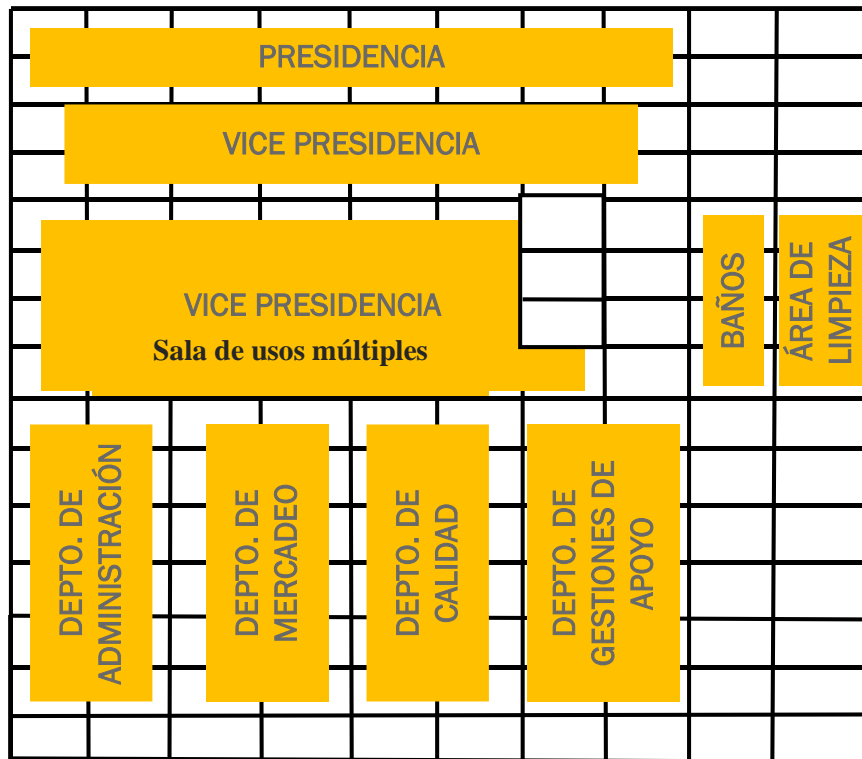 PRESIDENCIA
VICE PRESIDENCIA
VICE PRESIDENCIA
Sala de usos múltiples
BAÑOS
ÁREA DE
LIMPIEZA
DEPTO. DE
ADMINISTRACIÓN
DEPTO. DE
MERCADEO
DEPTO. DE
CALIDAD
DEPTO. DE
GESTIONES DE
APOYO